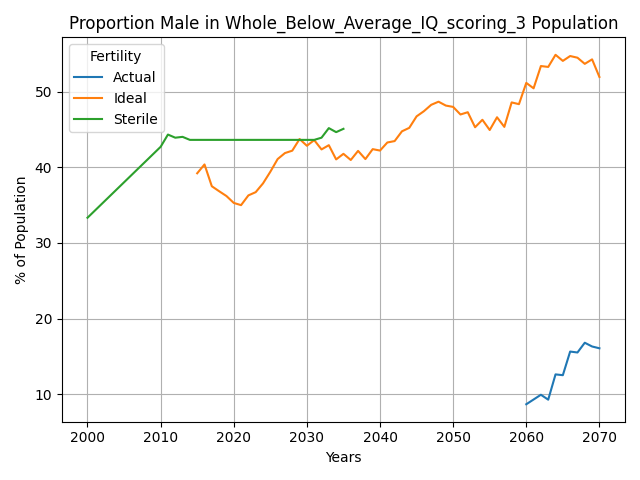 Proportion Male in Whole_Below_Average_IQ_scoring_3 Population
Fertility
Actual
Ideal
Sterile
% of Population
50
40
30
20
10
2000 2010 2020 2030 2040 2050 2060 2070
Years